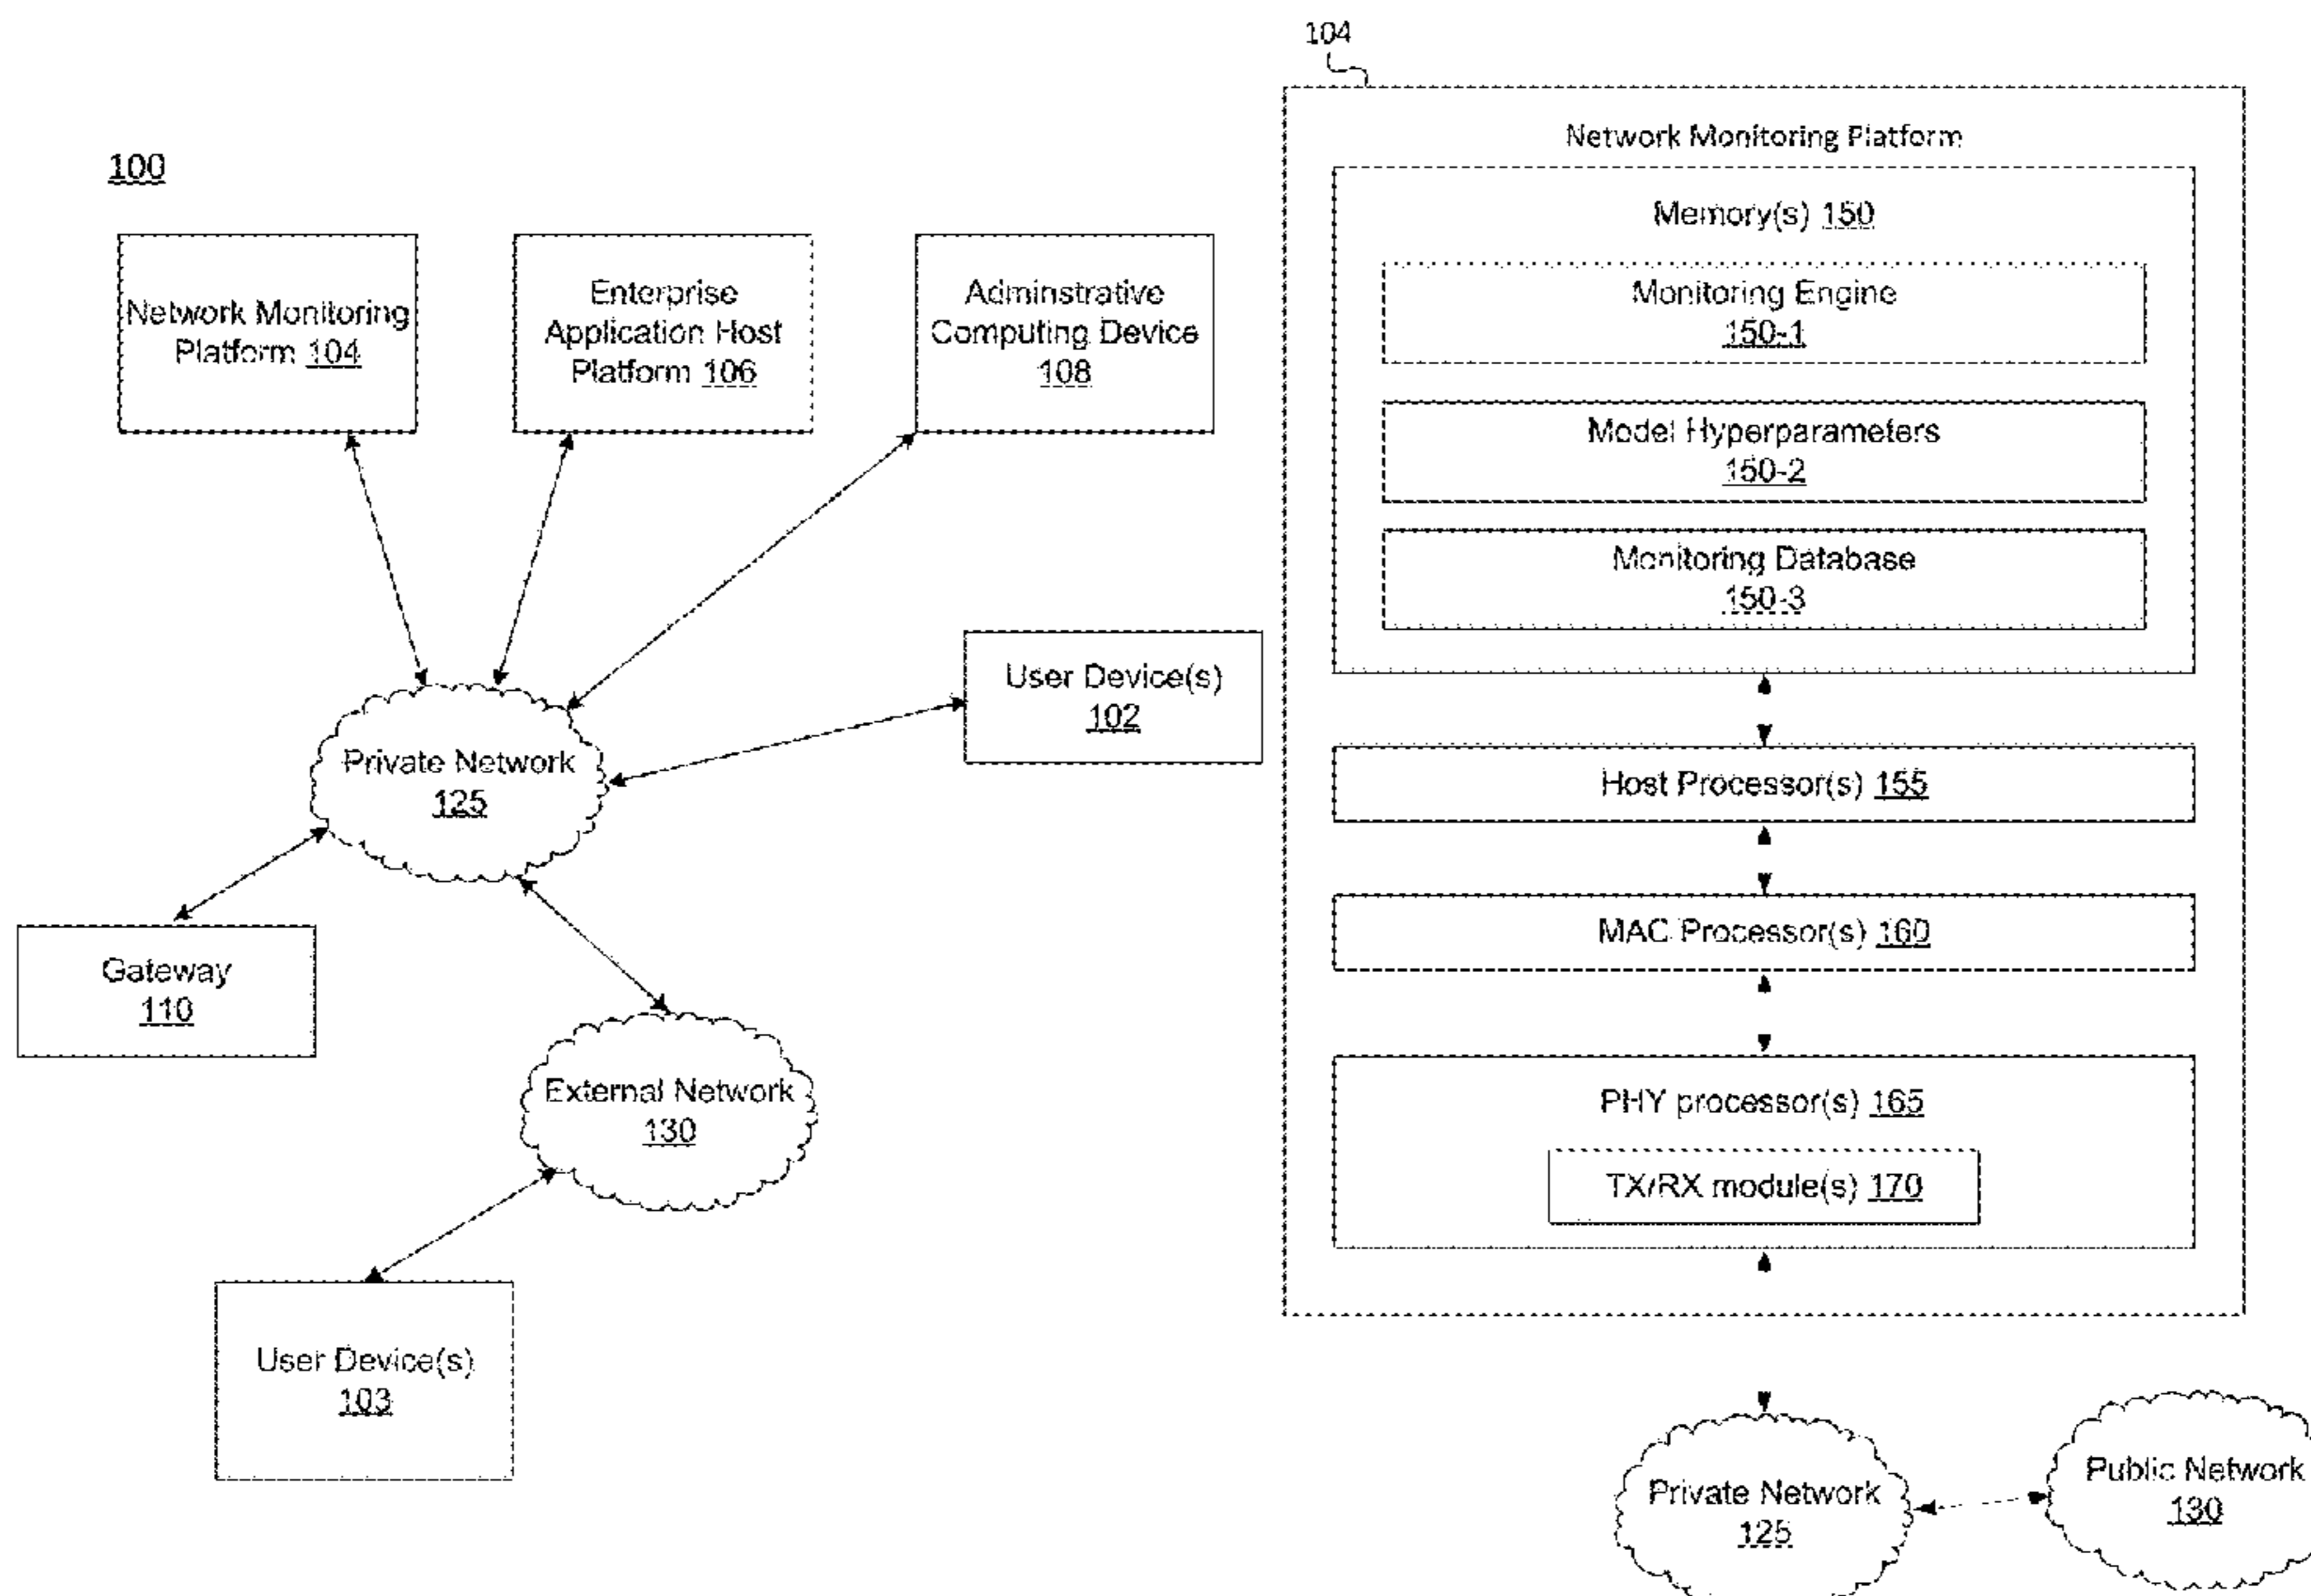 100
Network Monitoring
Platform 104
Enterprise
Application Host
Platform 106
Adminstrative
Computing Device
108
User Device(s)
102
Private Network
125
Gateway
110
External Network
130
User Device(s)
103
104
Network Monitoring Platform
Memory(s) 150
Monitoring Engine
150-1
Model Hyperparameters
150-2
Monitoring Database
150-3
Host Processor(s) 155
MAC Processor(s) 160
PHY processor(s) 165
TX/RX module(s) 170
Private Network
125
Public Network
130